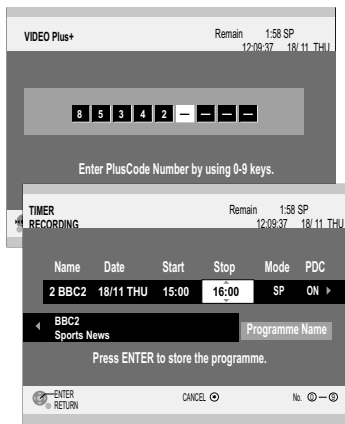 VIDEO Plus+ Remain 1:58 SP
12:09:37 18/ 11 THU
8 5 3 4 2 – – – –
Enter PlusCode Number by using 0-9 keys.
TIMER RECORDING Remain 1:58 SP
12:09:37 18/ 11 THU
Name Date Start Stop Mode PDC
2 BBC2 18/11 THU 15:00 16:00 SP ON
BBC2
Sports News
Programme Name
Press ENTER to store the programme.
ENTER
RETURN
CANCEL
No. ⓪ – ⑨